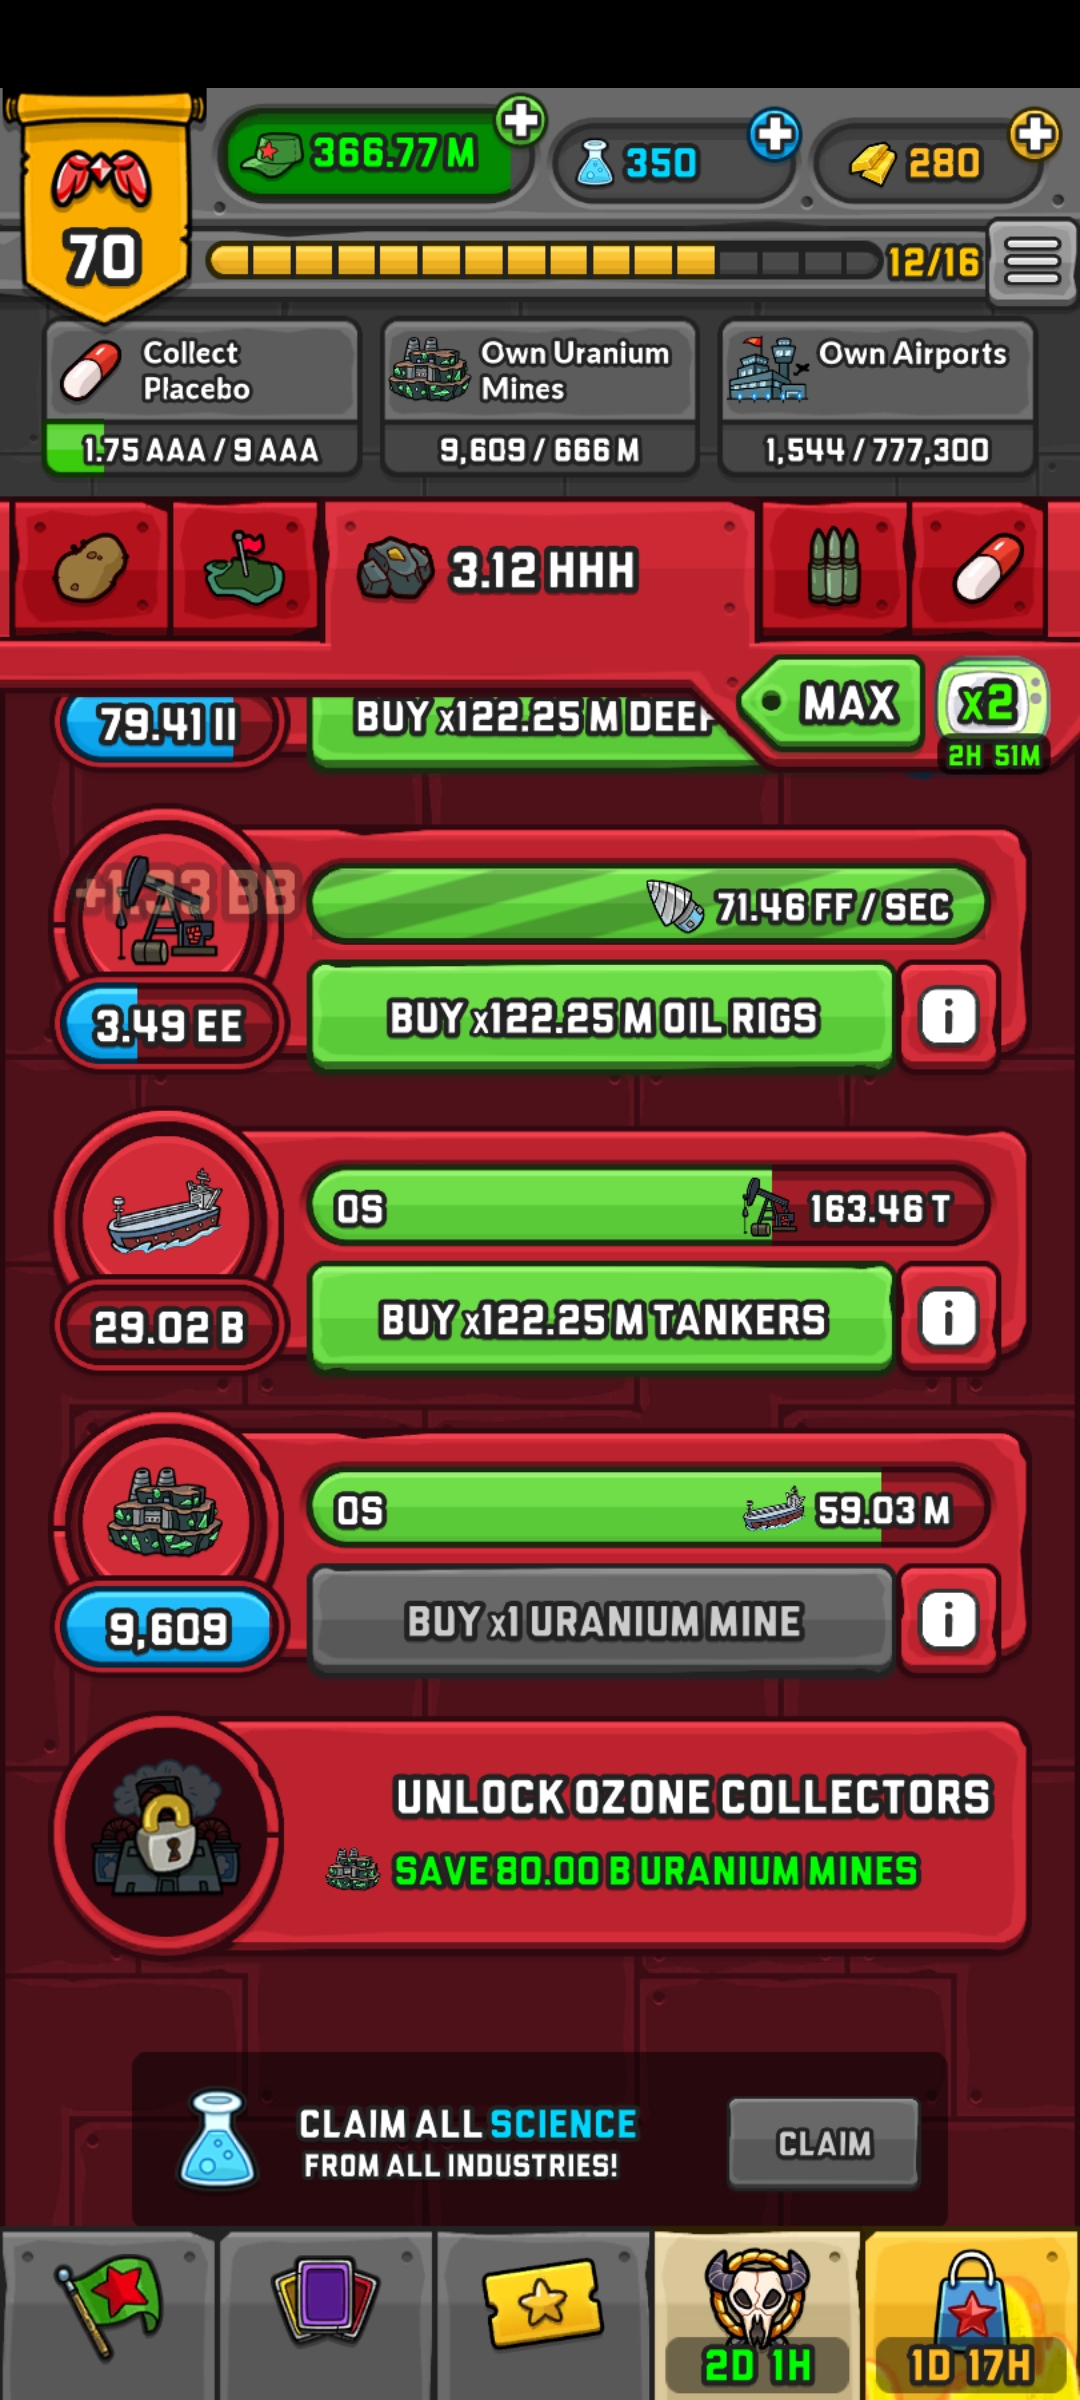 366.77 M
350
280
70
12/16
Collect
Placebo
1.75 AAA / 9 AAA
Own Uranium
Mines
9,609 / 666 M
Own Airports
1,544 / 777,300
3.12 HHH
MAX
x2
2H 51M
79.41 II
BUY x122.25 M DEEP
+1.33 BB
71.46 FF / SEC
3.49 EE
BUY x122.25 M OIL RIGS
i
0S
163.46 T
29.02 B
BUY x122.25 M TANKERS
i
0S
59.03 M
9,609
BUY x1 URANIUM MINE
i
UNLOCK OZONE COLLECTORS
SAVE 80.00 B URANIUM MINES
CLAIM ALL SCIENCE
FROM ALL INDUSTRIES!
CLAIM
2D 1H
1D 17H